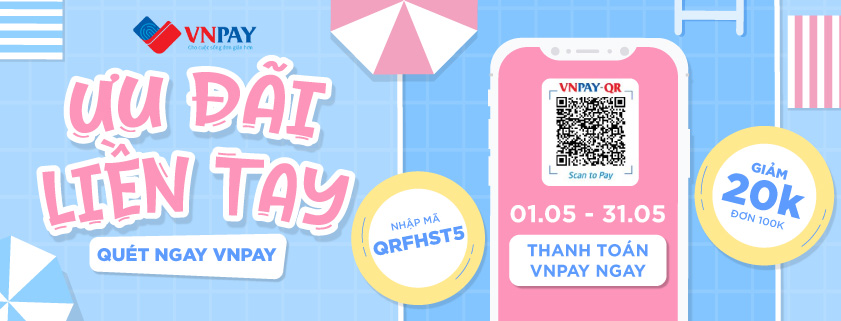 VNPAY
Cho cuộc sống đơn giản hơn
ƯU ĐÃI
LIỀN TAY
QUÉT NGAY VNPAY
NHẬP MÃ
QRFHST5
VNPAY-QR
Scan to Pay
01.05 - 31.05
THANH TOÁN
VNPAY NGAY
GIẢM
20k
ĐƠN 100K